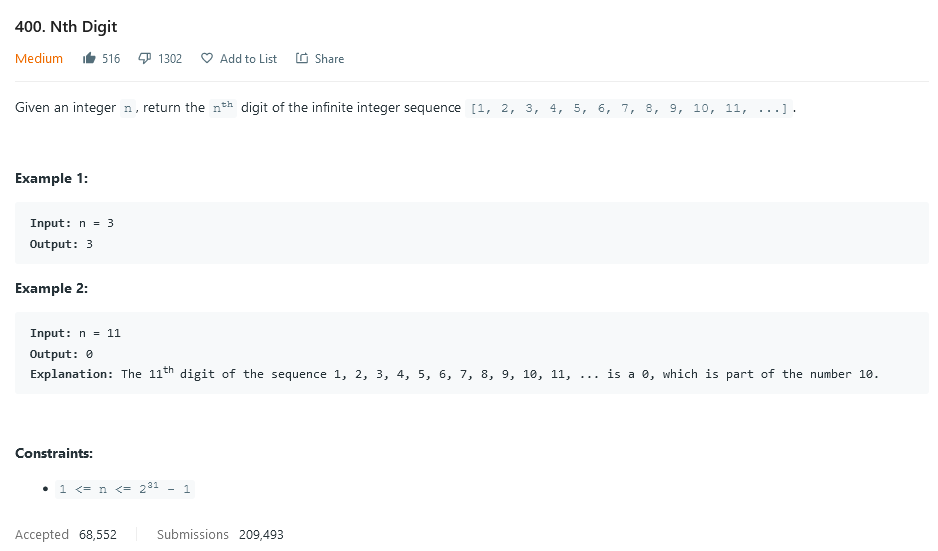 400. Nth Digit
Medium 516 1302 Add to List Share
Given an integer n, return the nth digit of the infinite integer sequence [1, 2, 3, 4, 5, 6, 7, 8, 9, 10, 11, ...].
Example 1:
Input: n = 3
Output: 3
Example 2:
Input: n = 11
Output: 0
Explanation: The 11th digit of the sequence 1, 2, 3, 4, 5, 6, 7, 8, 9, 10, 11, ... is a 0, which is part of the number 10.
Constraints:
• 1 <= n <= 2^31 - 1
Accepted 68,552 Submissions 209,493